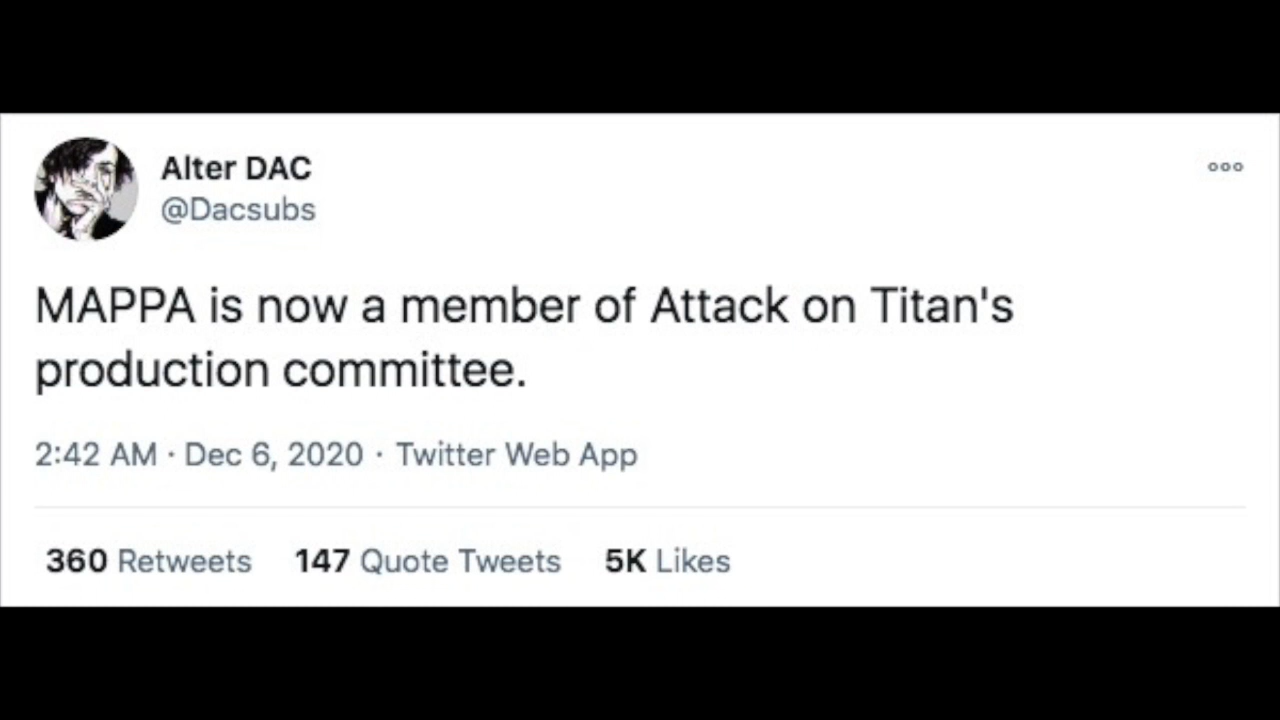 Alter DAC
@Dacsubs
MAPPA is now a member of Attack on Titan's
production committee.
2:42 AM · Dec 6, 2020 · Twitter Web App
360 Retweets 147 Quote Tweets 5K Likes